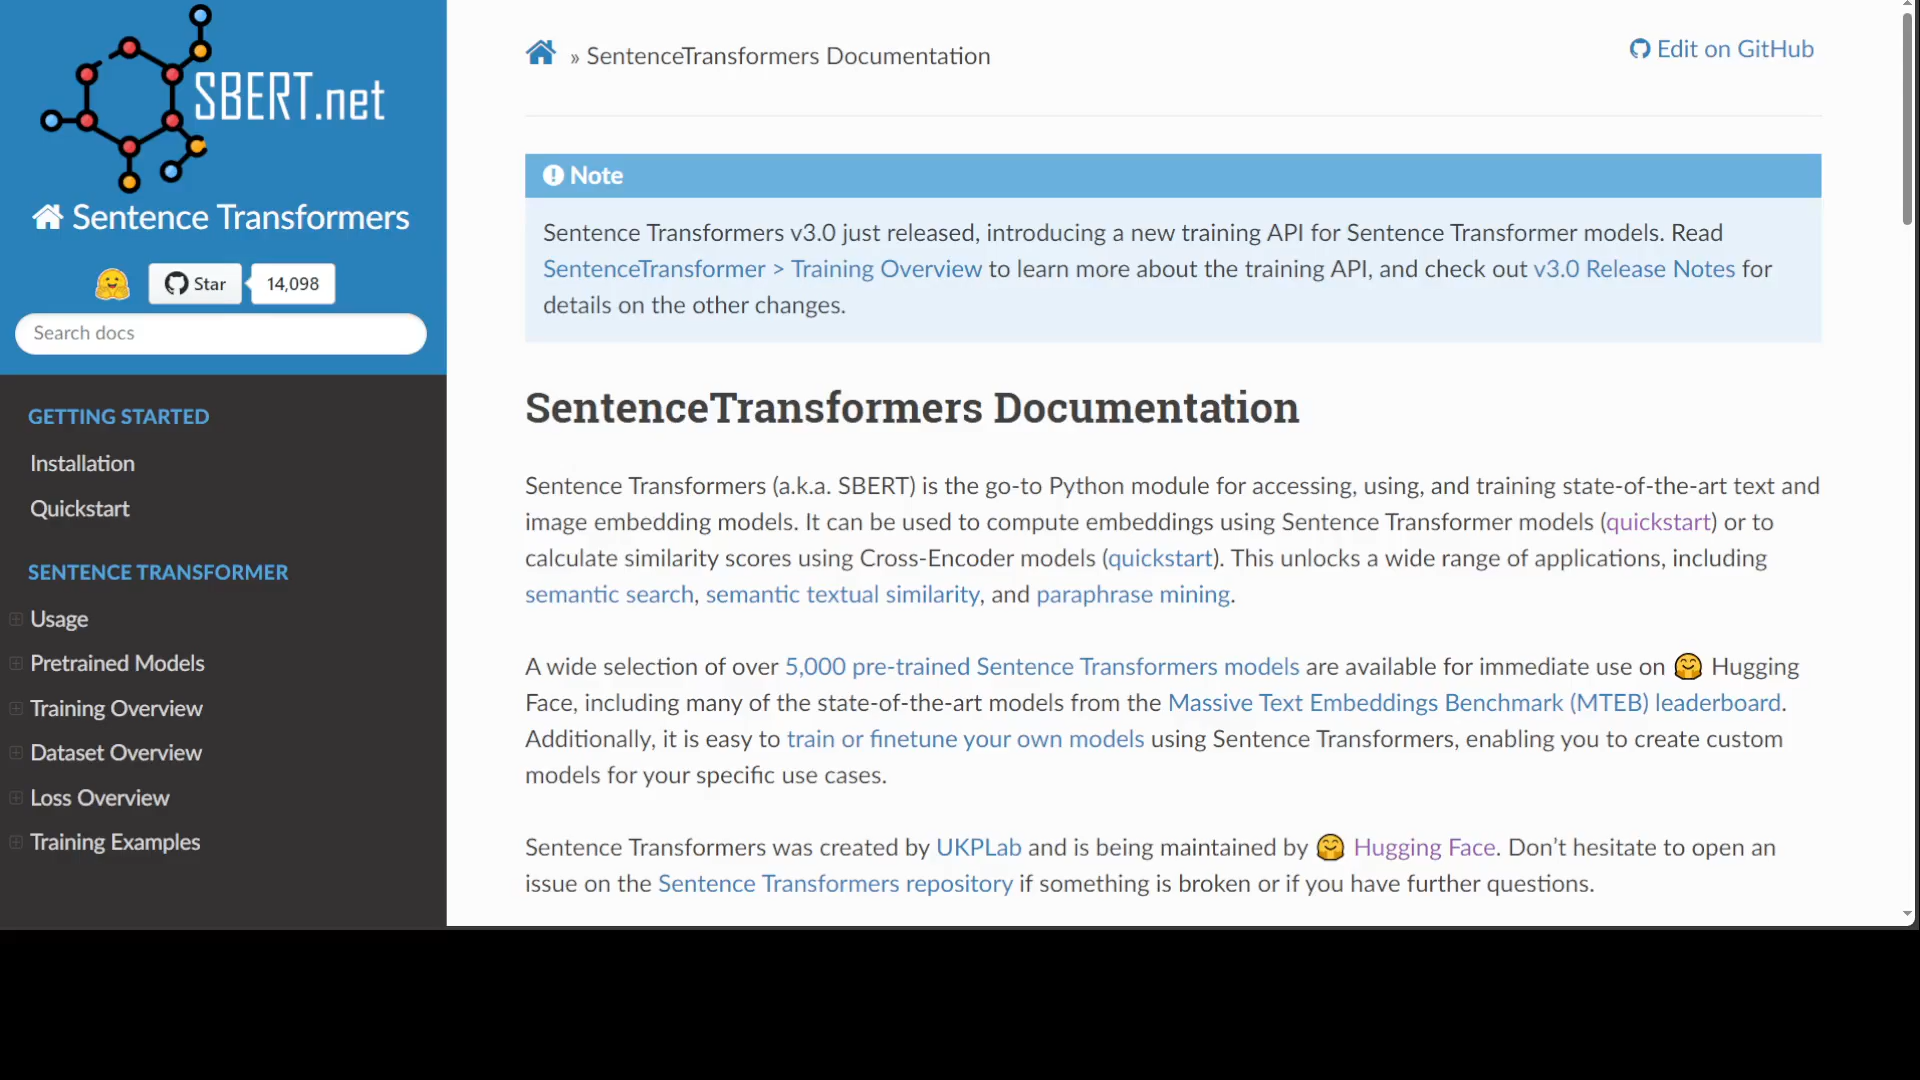 SBERT.net
Sentence Transformers
Star
14,098
Search docs
GETTING STARTED
Installation
Quickstart
SENTENCE TRANSFORMER
Usage
Pretrained Models
Training Overview
Dataset Overview
Loss Overview
Training Examples
» SentenceTransformers Documentation
Edit on GitHub
Note
Sentence Transformers v3.0 just released, introducing a new training API for Sentence Transformer models. Read
SentenceTransformer > Training Overview to learn more about the training API, and check out v3.0 Release Notes for
details on the other changes.
SentenceTransformers Documentation
Sentence Transformers (a.k.a. SBERT) is the go-to Python module for accessing, using, and training state-of-the-art text and
image embedding models. It can be used to compute embeddings using Sentence Transformer models (quickstart) or to
calculate similarity scores using Cross-Encoder models (quickstart). This unlocks a wide range of applications, including
semantic search, semantic textual similarity, and paraphrase mining.
A wide selection of over 5,000 pre-trained Sentence Transformers models are available for immediate use on 🤗 Hugging
Face, including many of the state-of-the-art models from the Massive Text Embeddings Benchmark (MTEB) leaderboard.
Additionally, it is easy to train or finetune your own models using Sentence Transformers, enabling you to create custom
models for your specific use cases.
Sentence Transformers was created by UKPLab and is being maintained by 🤗 Hugging Face. Don’t hesitate to open an
issue on the Sentence Transformers repository if something is broken or if you have further questions.